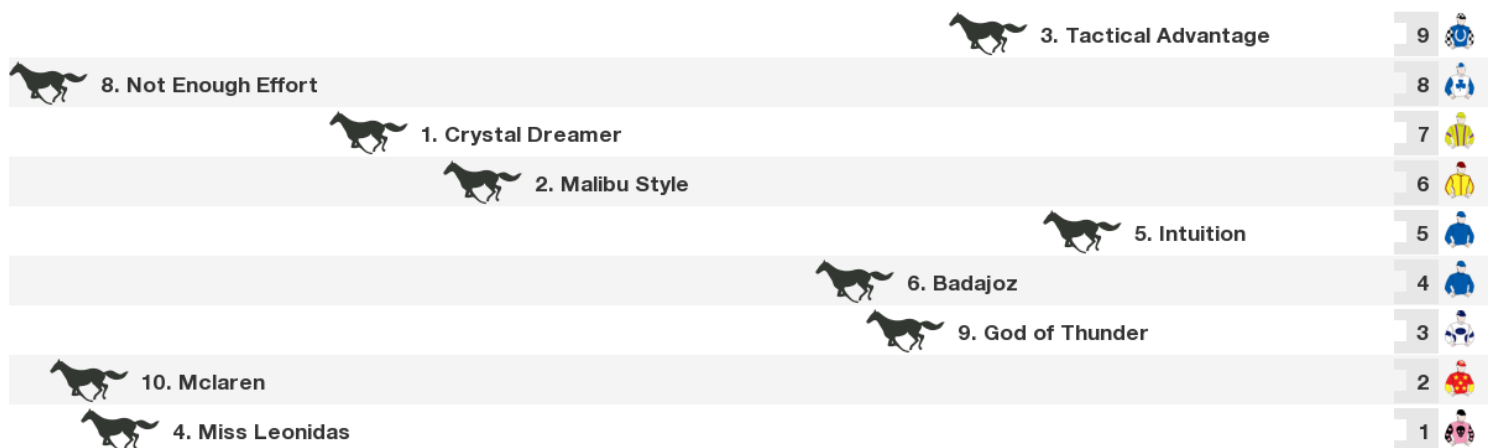 3. Tactical Advantage 9
8. Not Enough Effort 8
1. Crystal Dreamer 7
2. Malibu Style 6
5. Intuition 5
6. Badajoz 4
9. God of Thunder 3
10. Mclaren 2
4. Miss Leonidas 1